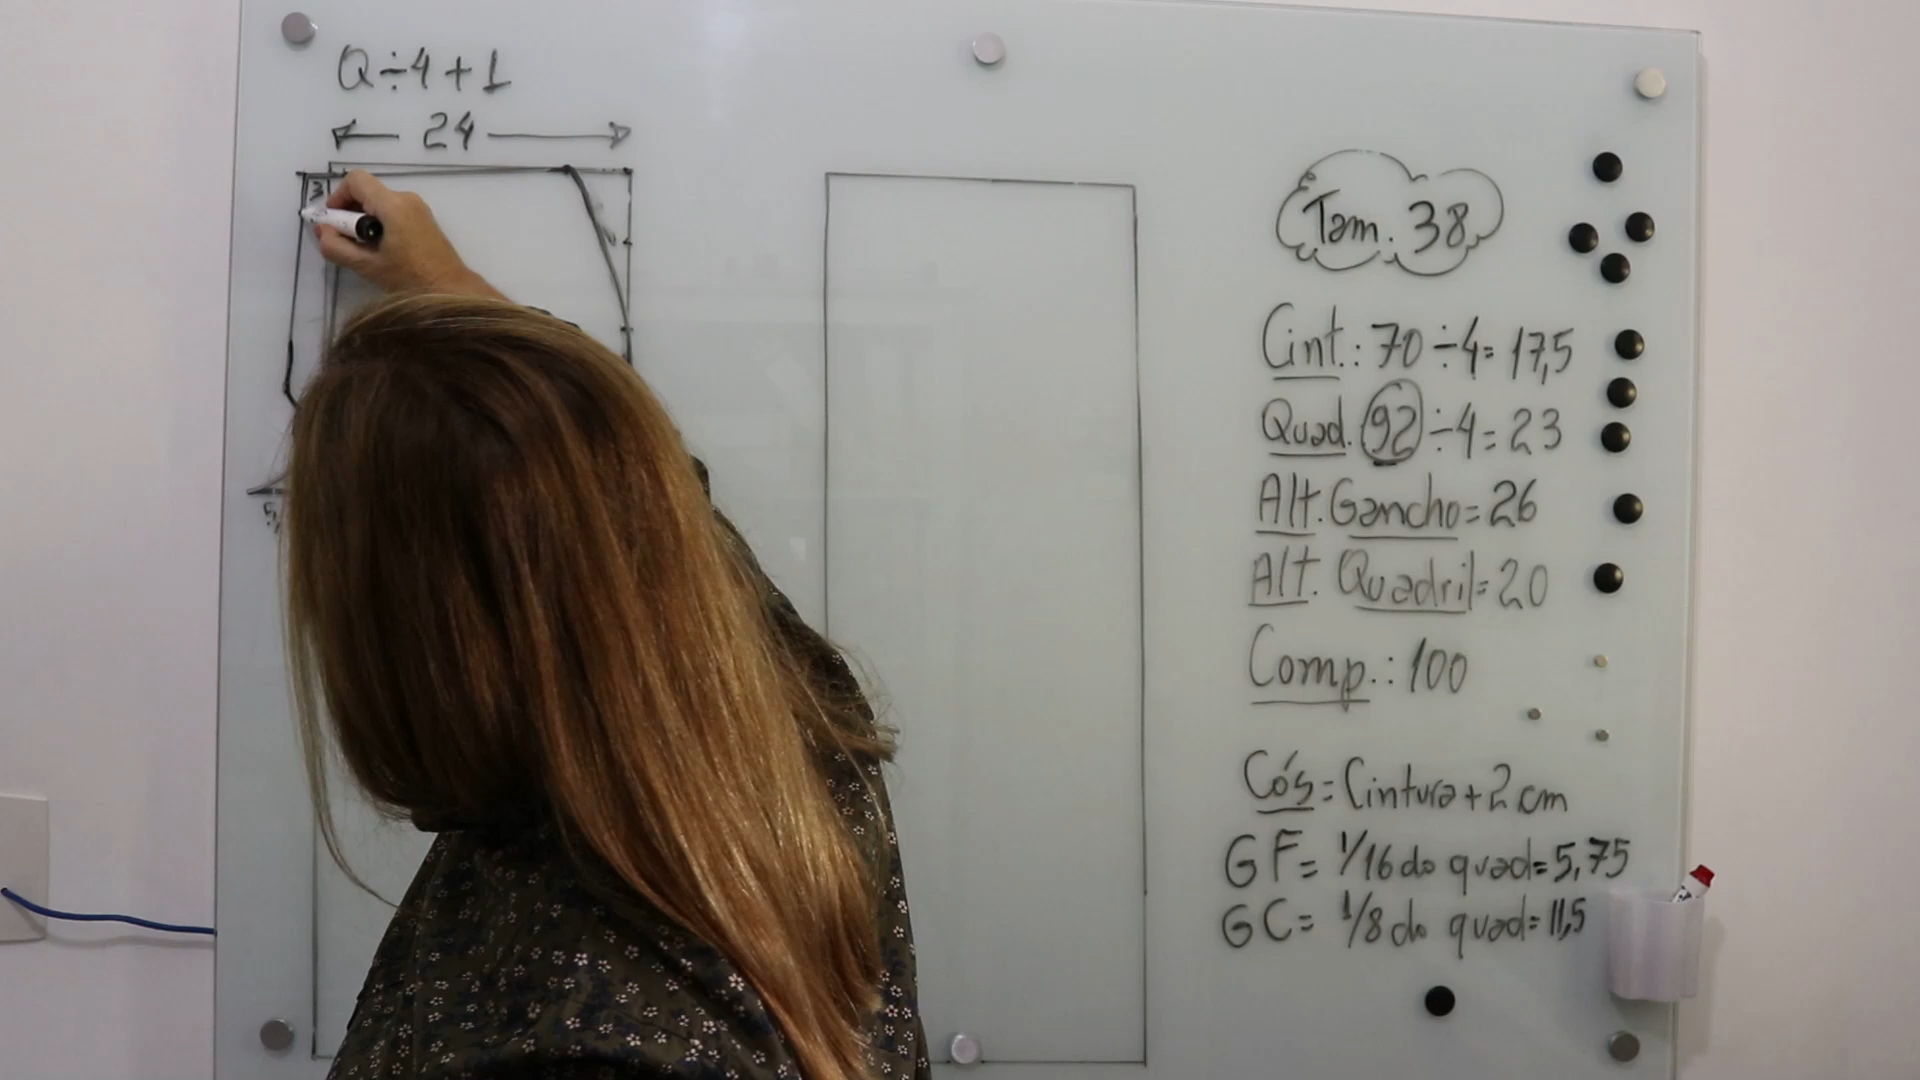 Q÷4+1
24
3
Tam. 38
Cint.: 70÷4= 17,5
Quad. 92÷4= 23
Alt. Gancho= 26
Alt. Quadril= 20
Comp.: 100
Cós= Cintura+2 cm
GF= 1/16 do quad= 5,75
GC= 1/8 do quad= 11,5